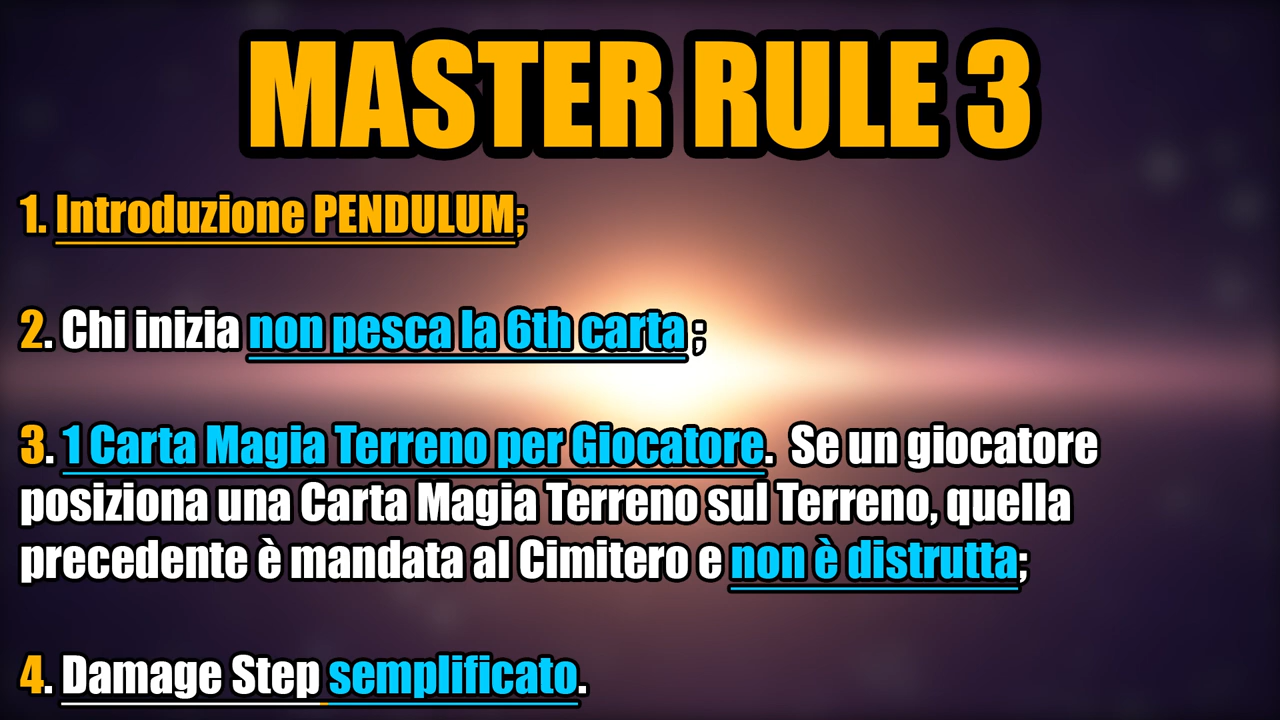 MASTER RULE 3
1. Introduzione PENDULUM;
2. Chi inizia non pesca la 6th carta ;
3. 1 Carta Magia Terreno per Giocatore. Se un giocatore
posiziona una Carta Magia Terreno sul Terreno, quella
precedente è mandata al Cimitero e non è distrutta;
4. Damage Step semplificato.